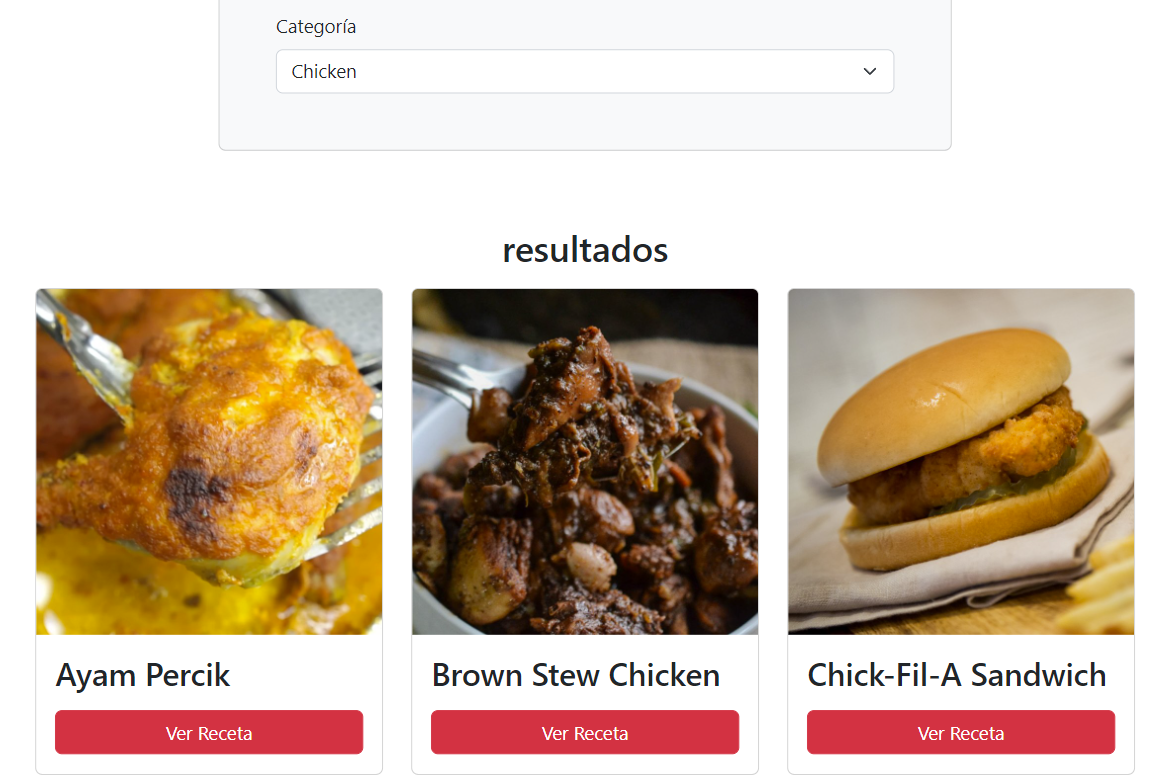 Categoría
Chicken
resultados
Ayam Percik
Brown Stew Chicken
Chick-Fil-A Sandwich
Ver Receta
Ver Receta
Ver Receta